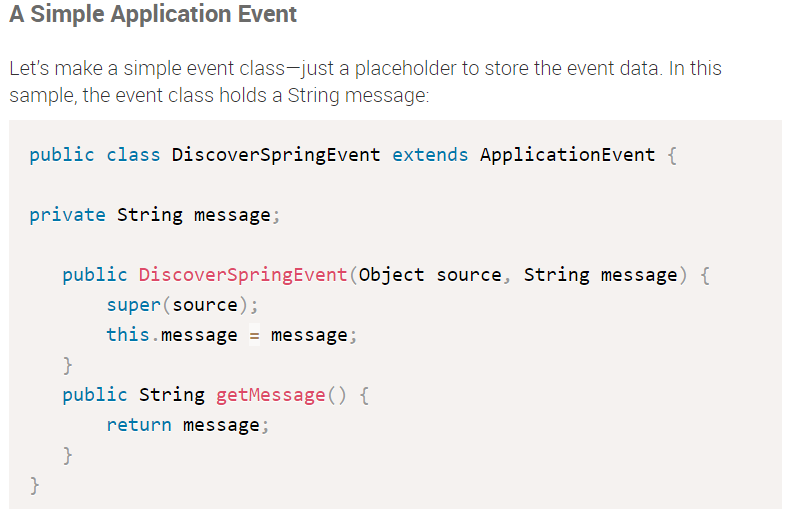 A Simple Application Event
Let's make a simple event class—just a placeholder to store the event data. In this
sample, the event class holds a String message:
public class DiscoverSpringEvent extends ApplicationEvent {
private String message;
public DiscoverSpringEvent(Object source, String message) {
super(source);
this.message = message;
}
public String getMessage() {
return message;
}
}